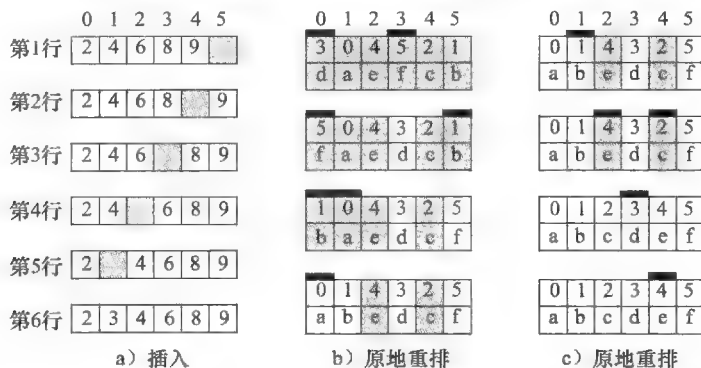 0 1 2 3 4 5
第1行 2 4 6 8 9
第2行 2 4 6 8 9
第3行 2 4 6 8 9
第4行 2 4 6 8 9
第5行 2 4 6 8 9
第6行 2 3 4 6 8 9
a）插入
0 1 2 3 4 5
3 0 4 5 2 1
d a e f c b
5 0 4 3 2 1
f a e d c b
1 0 4 3 2 5
b a e d c f
0 1 4 3 2 5
a b e d c f
b）原地重排
0 1 2 3 4 5
0 1 4 3 2 5
a b e d c f
0 1 4 3 2 5
a b e d c f
0 1 2 3 4 5
a b c d e f
0 1 2 3 4 5
a b c d e f
c）原地重排